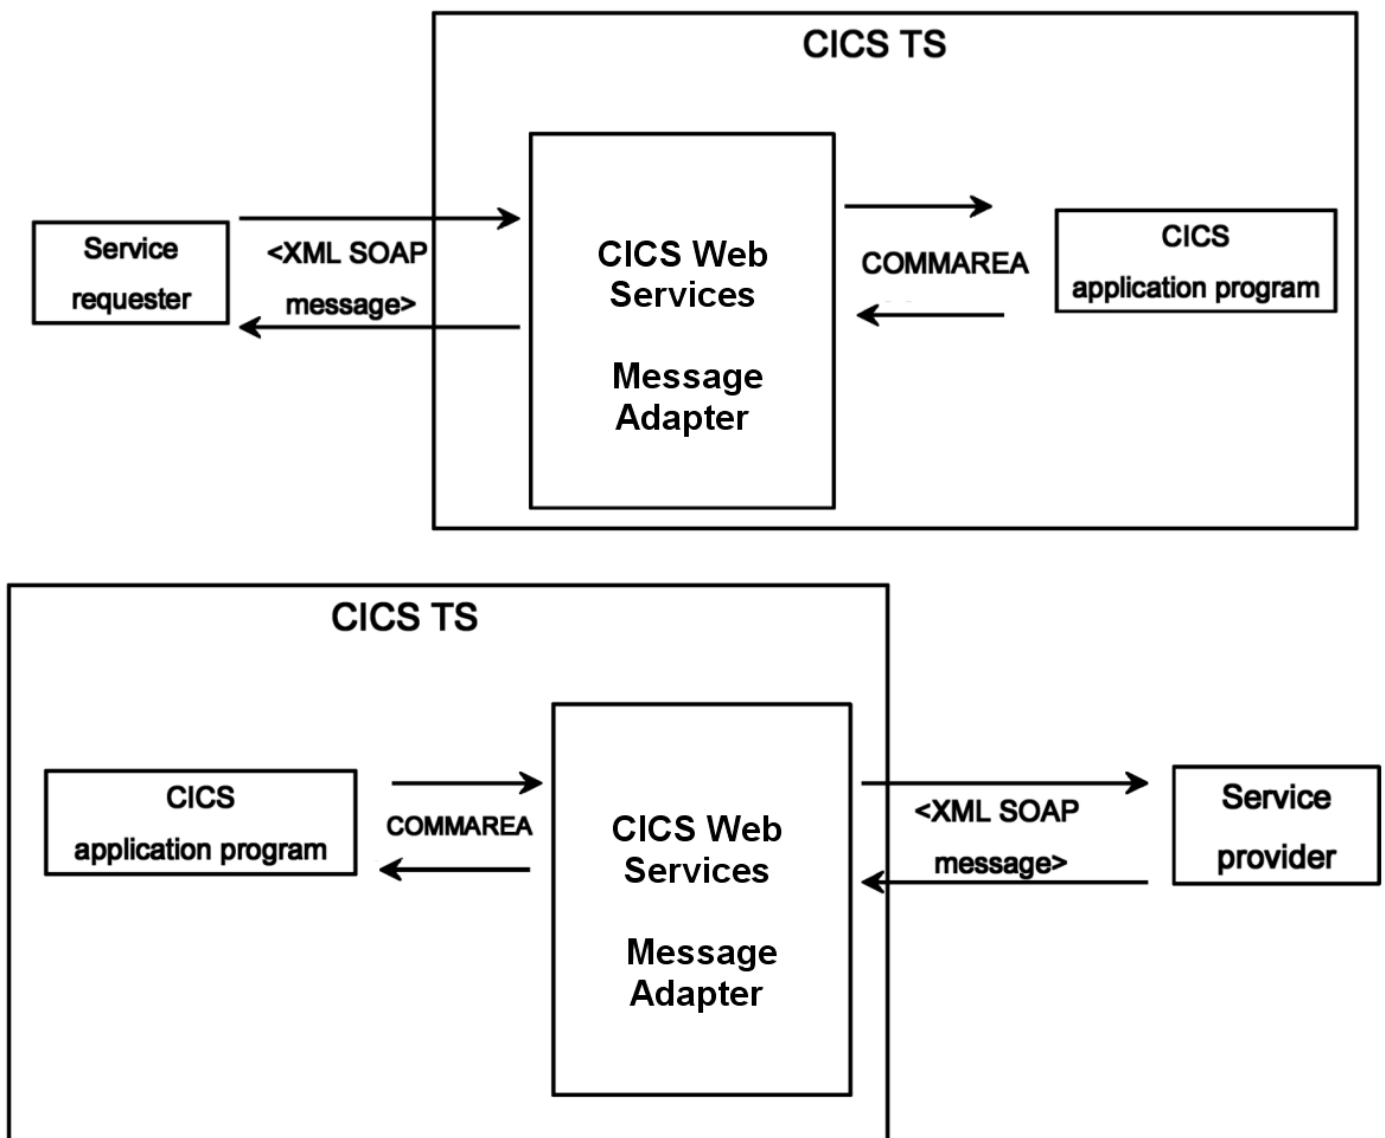 CICS TS
Service
requester
<XML SOAP
message>
CICS Web
Services
Message
Adapter
COMMAREA
CICS
application program
CICS TS
CICS
application program
COMMAREA
CICS Web
Services
Message
Adapter
<XML SOAP
message>
Service
provider